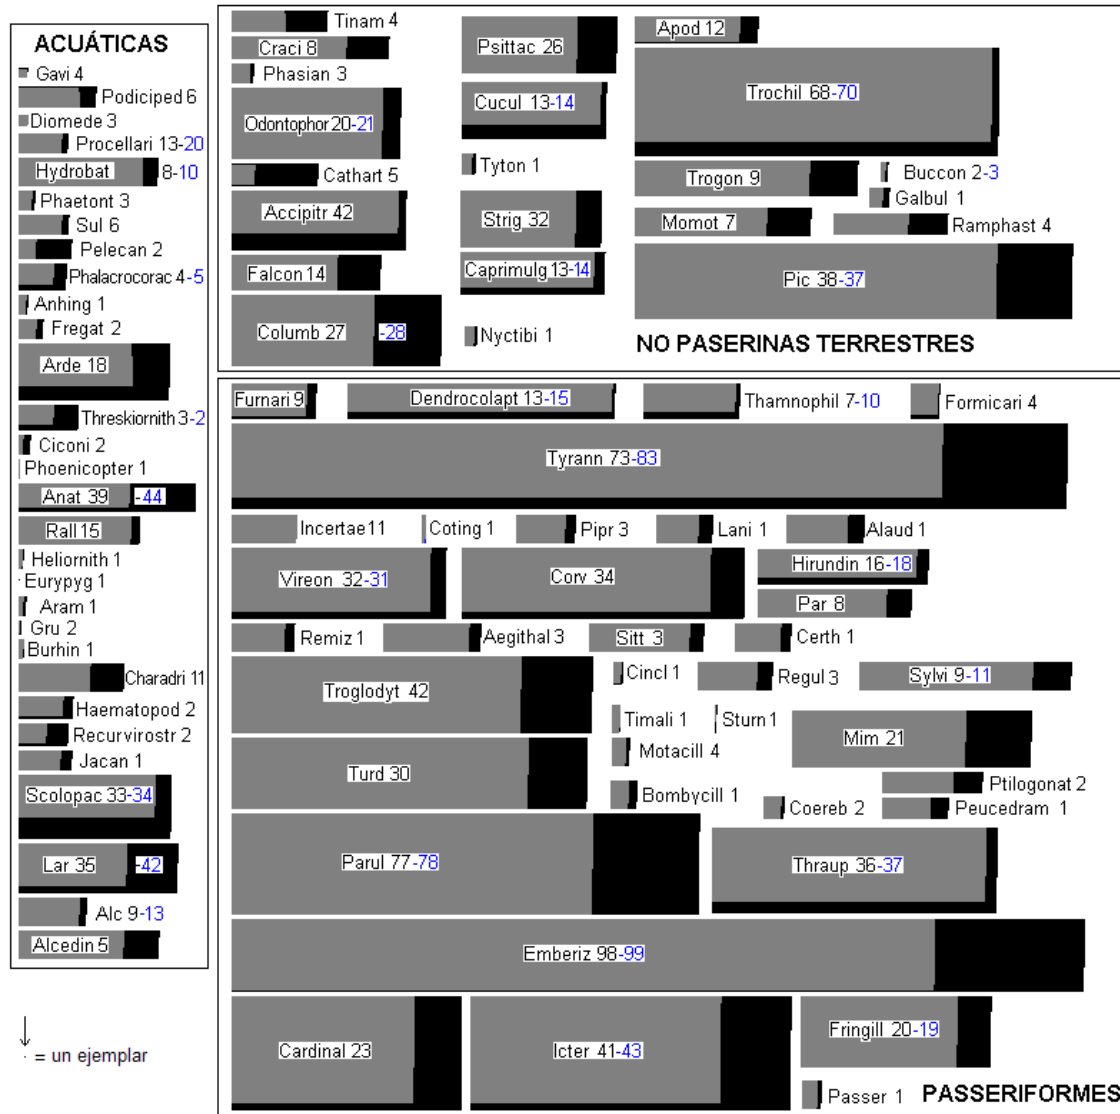 ACUÁTICAS
Gavi 4
Podiciped 6
Diomede 3
Procellari 13-20
Hydrobat 8-10
Phaetont 3
Sul 6
Pelecan 2
Phalacrocorac 4-5
Anhing 1
Fregat 2
Arde 18
Threskiornith 3-2
Ciconi 2
Phoenicopter 1
Anat 39 -44
Rall 15
Heliornith 1
Eurypyg 1
Aram 1
Gru 2
Burhin 1
Charadri 11
Haematopod 2
Recurvirostr 2
Jacan 1
Scolopac 33-34
Lar 35 -42
Alc 9-13
Alcedin 5
. = un ejemplar
Tinam 4
Craci 8
Phasian 3
Odontophor 20-21
Cathart 5
Accipitr 42
Falcon 14
Columb 27 -28
Psittac 26
Cucul 13-14
Tyton 1
Strig 32
Caprimulg 13-14
Nyctibi 1
Apod 12
Trochil 68-70
Trogon 9
Buccon 2-3
Galbul 1
Momot 7
Ramphast 4
Pic 38-37
NO PASERINAS TERRESTRES
Furnari 9
Dendrocolapt 13-15
Thamnophil 7-10
Formicari 4
Tyrann 73-83
Incertae 11
Coting 1
Pipr 3
Lani 1
Alaud 1
Vireon 32-31
Corv 34
Hirundin 16-18
Par 8
Remiz 1
Aegithal 3
Sitt 3
Certh 1
Troglodyt 42
Cincl 1
Regul 3
Sylvi 9-11
Timali 1
Sturn 1
Mim 21
Motacill 4
Turd 30
Bombycill 1
Coereb 2
Ptilogonat 2
Peucedram 1
Parul 77-78
Thraup 36-37
Emberiz 98-99
Cardinal 23
Icter 41-43
Fringill 20-19
Passer 1
PASSERIFORMES